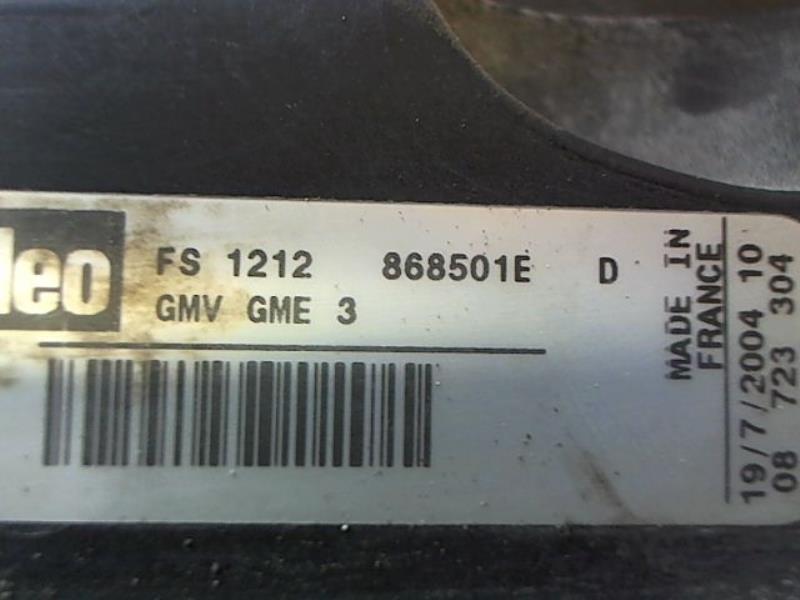 leo FS 1212 868501E D
GMV GME 3
MADE IN
FRANCE
19/7/2004 10
08 723 304